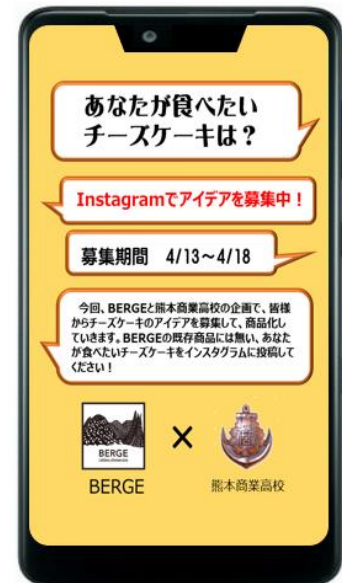 あなたが食べたい
チーズケーキは？
Instagramでアイデアを募集中！
募集期間　4/13～4/18
今回、BERGEと熊本商業高校の企画で、皆様
からチーズケーキのアイデアを募集して、商品化し
ていきます。BERGEの既存商品には無い、あなた
が食べたいチーズケーキをインスタグラムに投稿して
ください！
BERGE
×
BERGE
熊本商業高校